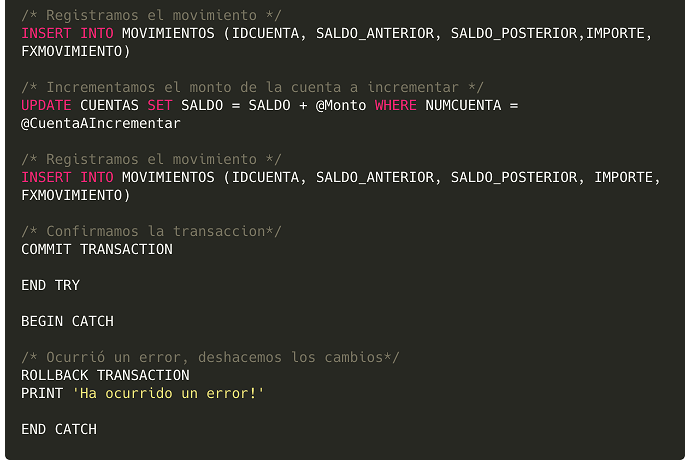 /* Registramos el movimiento */
INSERT INTO MOVIMIENTOS (IDCUENTA, SALDO_ANTERIOR, SALDO_POSTERIOR,IMPORTE,
FXMOVIMIENTO)
/* Incrementamos el monto de la cuenta a incrementar */
UPDATE CUENTAS SET SALDO = SALDO + @Monto WHERE NUMCUENTA =
@CuentaAIncrementar
/* Registramos el movimiento */
INSERT INTO MOVIMIENTOS (IDCUENTA, SALDO_ANTERIOR, SALDO_POSTERIOR, IMPORTE,
FXMOVIMIENTO)
/* Confirmamos la transaccion*/
COMMIT TRANSACTION
END TRY
BEGIN CATCH
/* Ocurrió un error, deshacemos los cambios*/
ROLLBACK TRANSACTION
PRINT 'Ha ocurrido un error!'
END CATCH